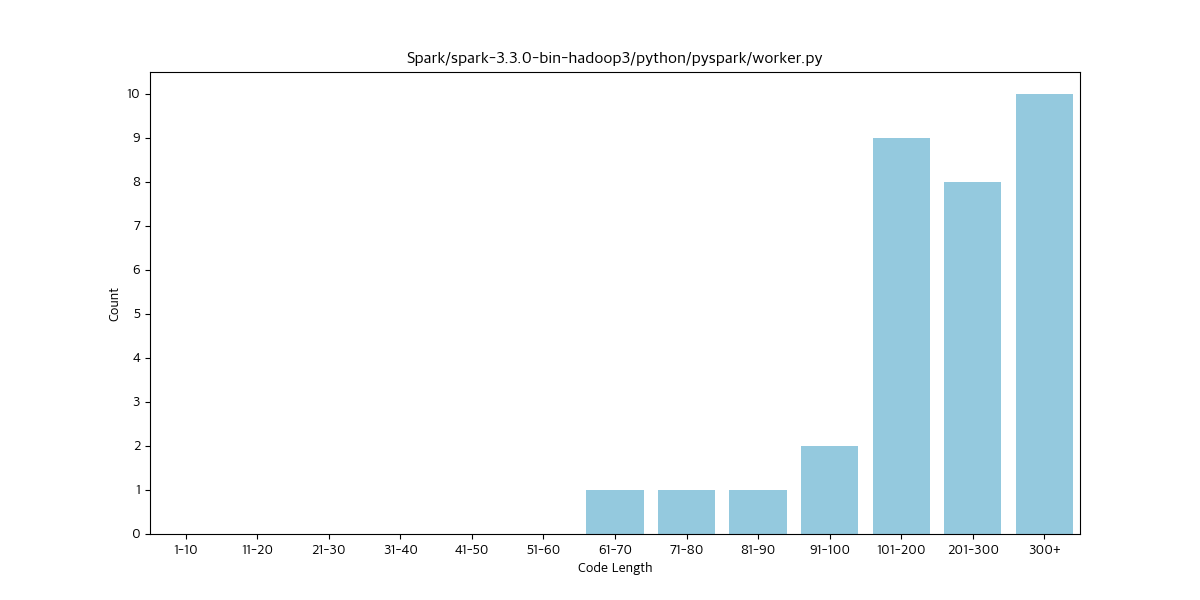 Spark/spark-3.3.0-bin-hadoop3/python/pyspark/worker.py
10
9
8
7
6
5
4
3
2
1
0
Count
1-10 11-20 21-30 31-40 41-50 51-60 61-70 71-80 81-90 91-100 101-200 201-300 300+
Code Length